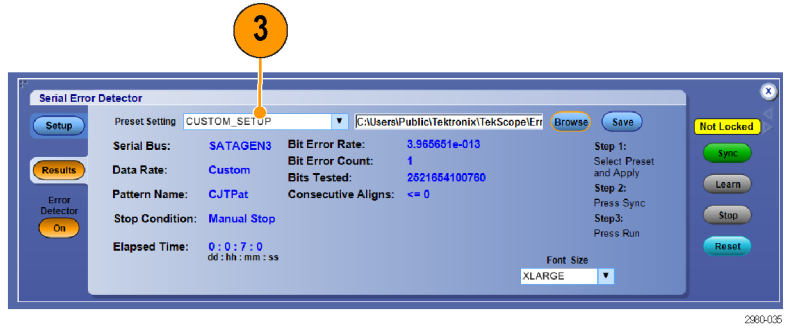 3
Serial Error Detector
Setup
Results
Error
Detector
On
Preset Setting CUSTOM_SETUP C:\Users\Public\Tektronix\TekScope\Err Browse Save
Serial Bus: SATAGEN3
Data Rate: Custom
Pattern Name: CJTPat
Stop Condition: Manual Stop
Elapsed Time: 0 : 0 : 7 : 0
dd : hh : mm : ss
Bit Error Rate: 3.965651e-013
Bit Error Count: 1
Bits Tested: 2521654100760
Consecutive Aligns: <= 0
Step 1:
Select Preset
and Apply
Step 2:
Press Sync
Step3:
Press Run
Font Size
XLARGE
X
Not Locked
Sync
Learn
Stop
Reset
2980-035